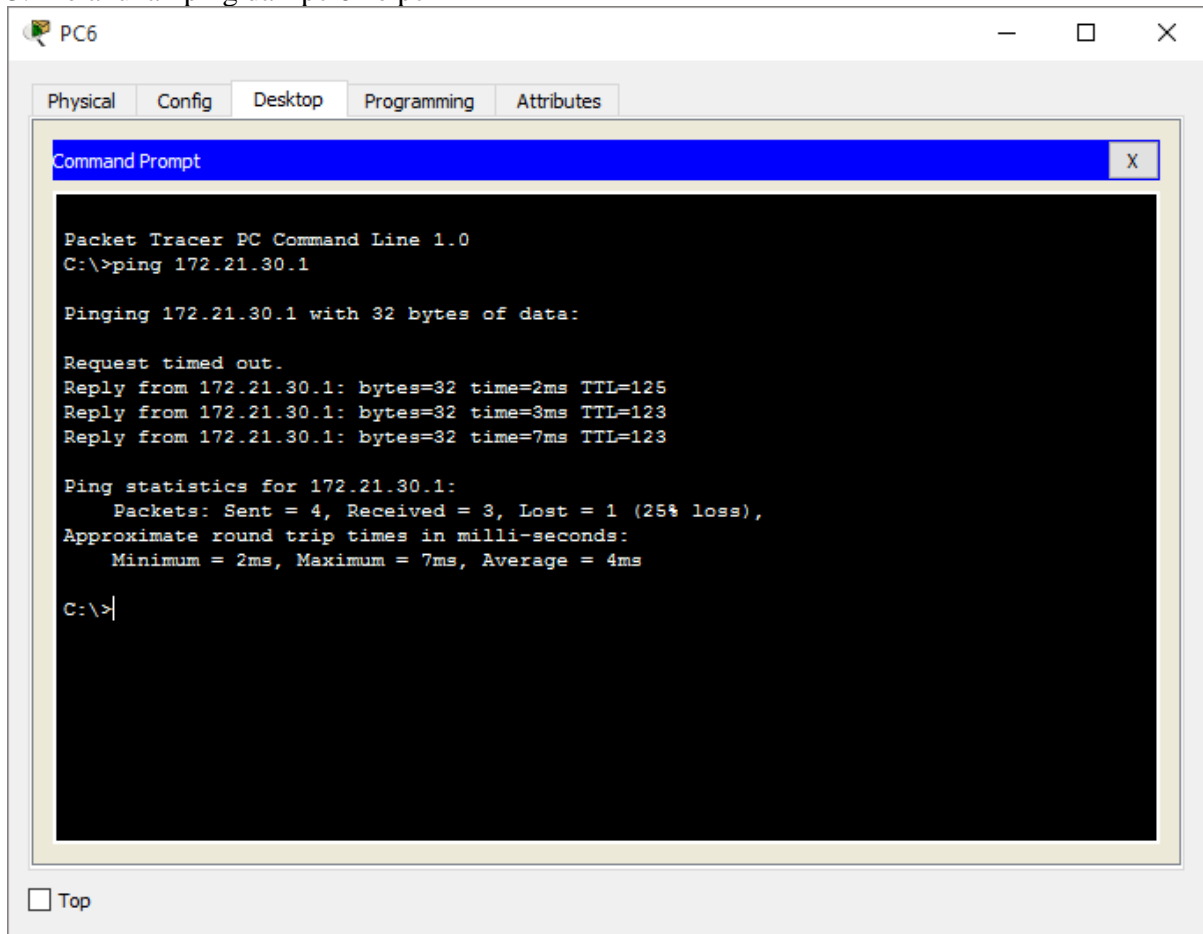 PC6
Physical Config Desktop Programming Attributes
Command Prompt
X
Packet Tracer PC Command Line 1.0
C:\>ping 172.21.30.1
Pinging 172.21.30.1 with 32 bytes of data:
Request timed out.
Reply from 172.21.30.1: bytes=32 time=2ms TTL=125
Reply from 172.21.30.1: bytes=32 time=3ms TTL=123
Reply from 172.21.30.1: bytes=32 time=7ms TTL=123
Ping statistics for 172.21.30.1:
Packets: Sent = 4, Received = 3, Lost = 1 (25% loss),
Approximate round trip times in milli-seconds:
Minimum = 2ms, Maximum = 7ms, Average = 4ms
C:\>
Top